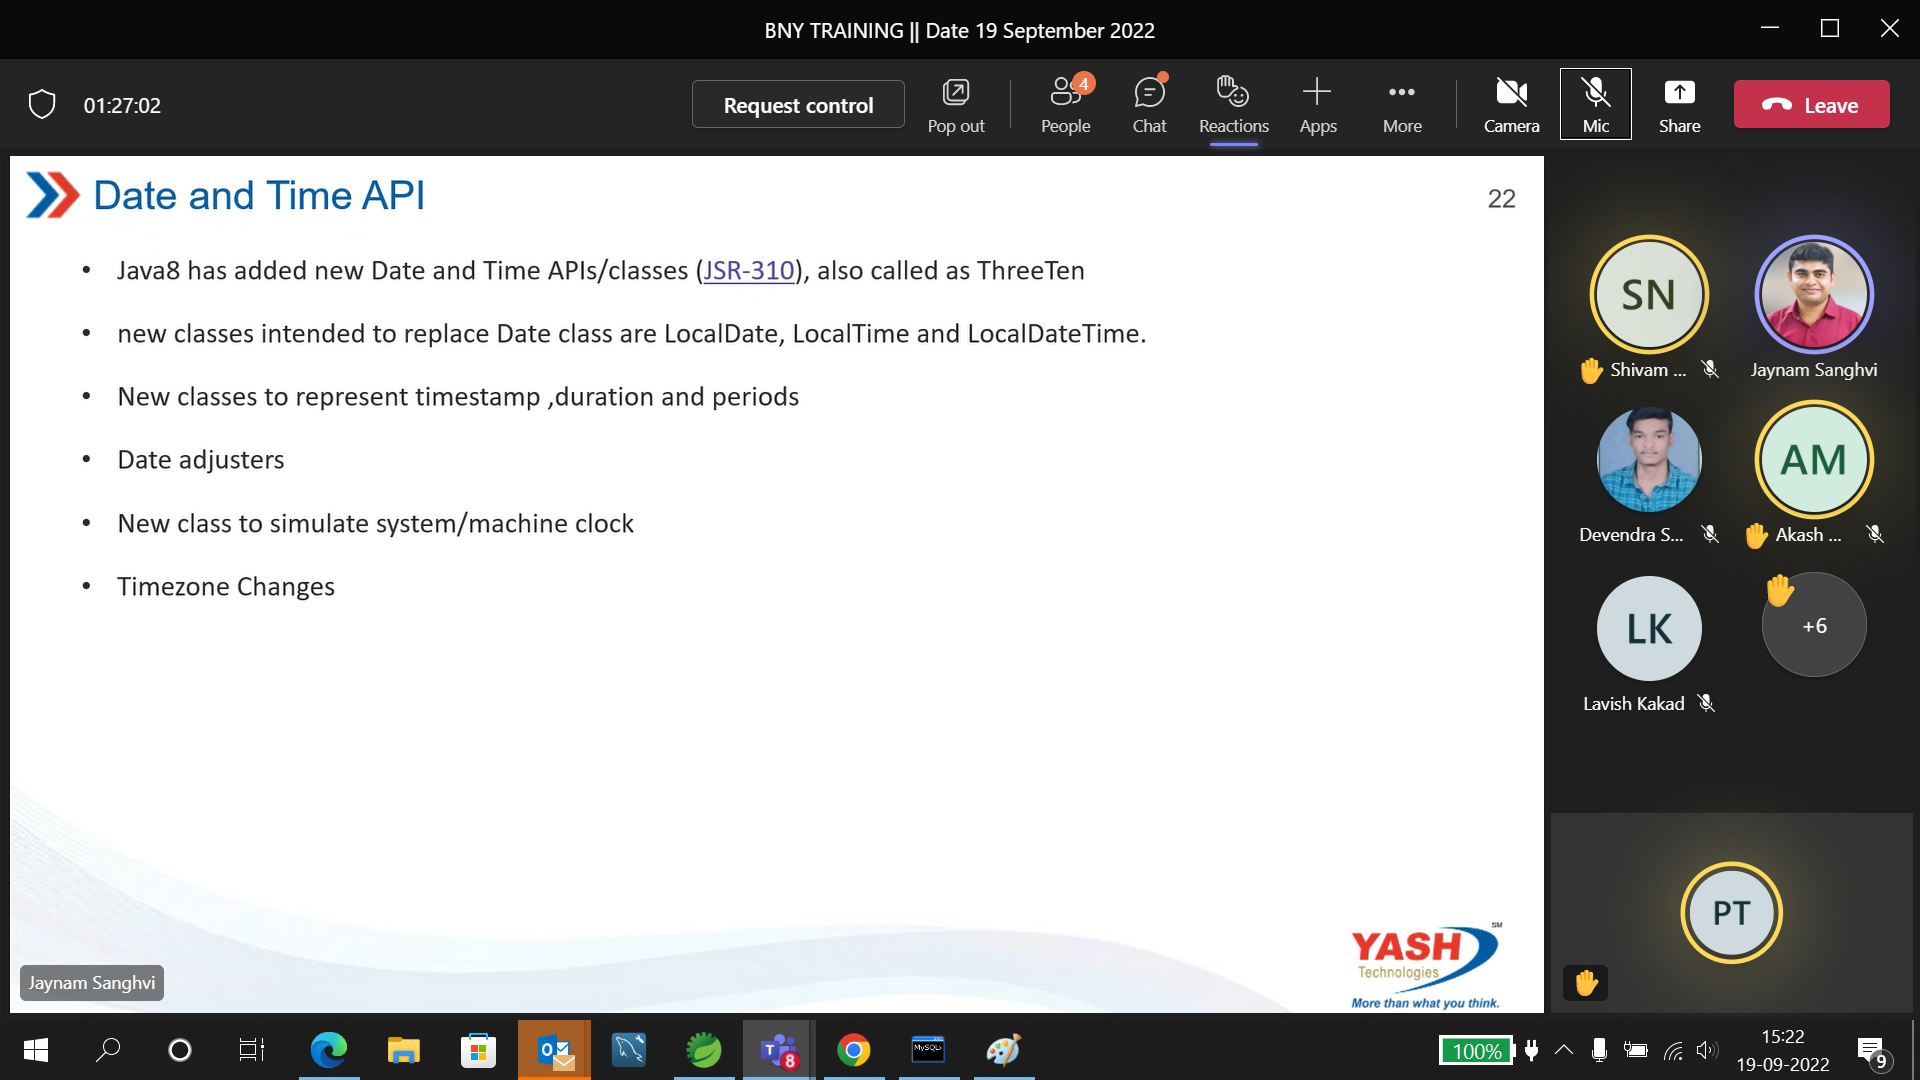 BNY TRAINING || Date 19 September 2022
01:27:02
Request control
Pop out
People
4
Chat
Reactions
Apps
More
Camera
Mic
Share
Leave
Date and Time API
22
• Java8 has added new Date and Time APIs/classes (JSR-310), also called as ThreeTen
• new classes intended to replace Date class are LocalDate, LocalTime and LocalDateTime.
• New classes to represent timestamp ,duration and periods
• Date adjusters
• New class to simulate system/machine clock
• Timezone Changes
SN
Shivam ...
Jaynam Sanghvi
Devendra S...
AM
Akash ...
LK
Lavish Kakad
+6
PT
YASH
SM
Technologies
More than what you think.
Jaynam Sanghvi
O
T
8
MySQL>
100%
15:22
19-09-2022
9